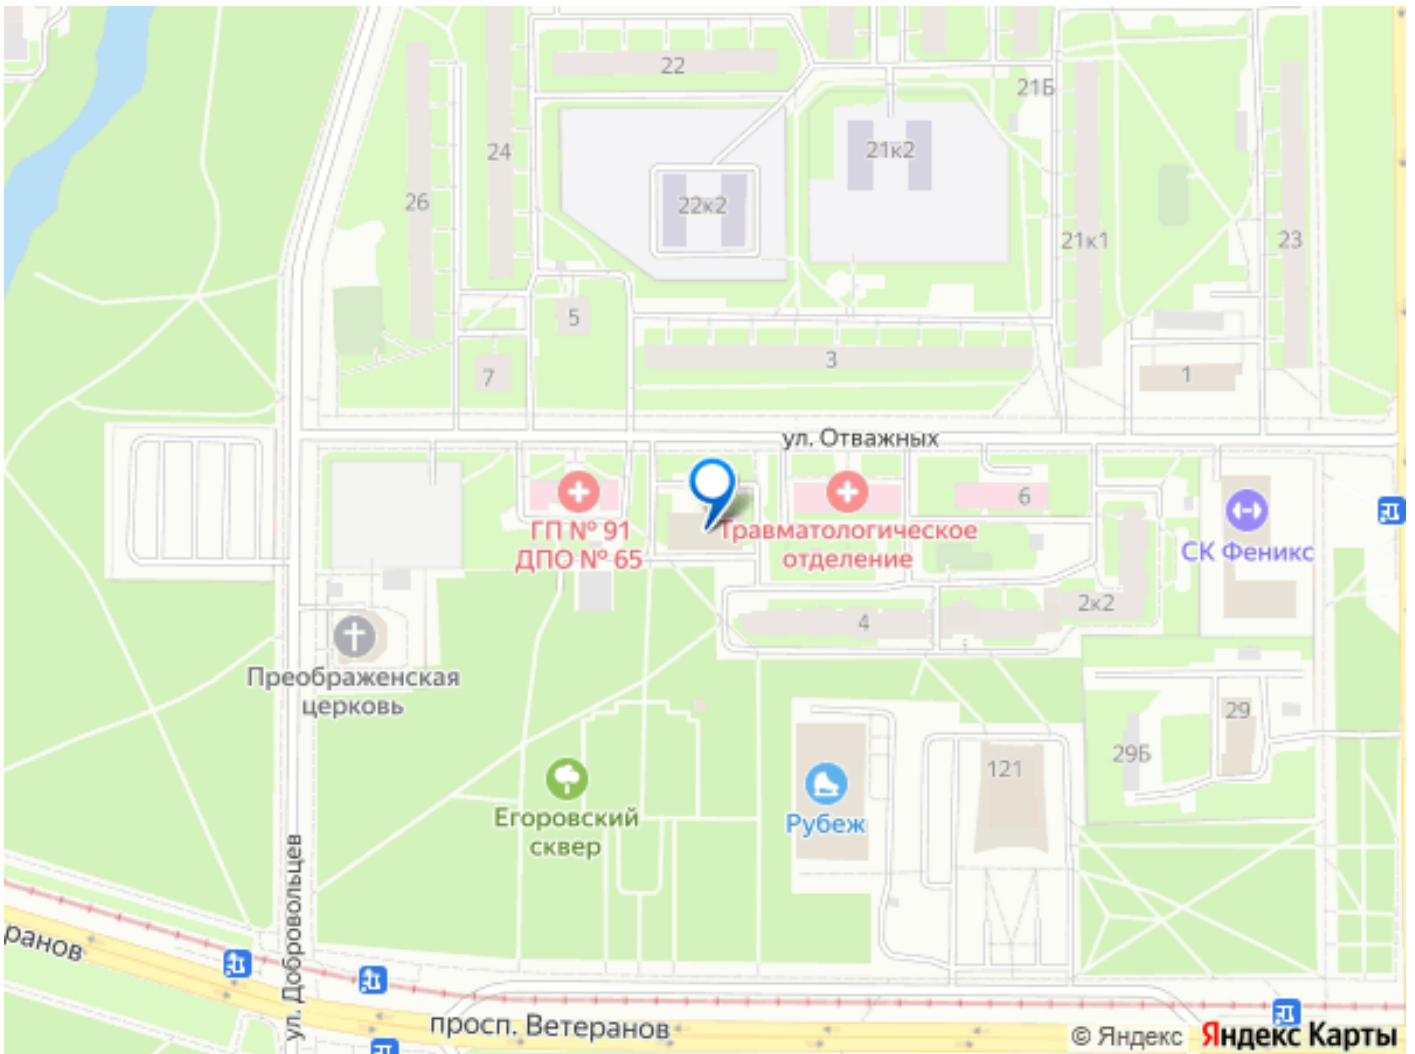 22
21Б
24
21к2
26
22к2
21к1
23
5
3
7
1
ул. Отважных
6
ГП № 91
ДПО № 65
Травматологическое
отделение
СК Феникс
2к2
4
Преображенская
церковь
29
29Б
121
Егоровский
сквер
Рубеж
ул. Добровольцев
ранов
просп. Ветеранов
© Яндекс
Яндекс Карты